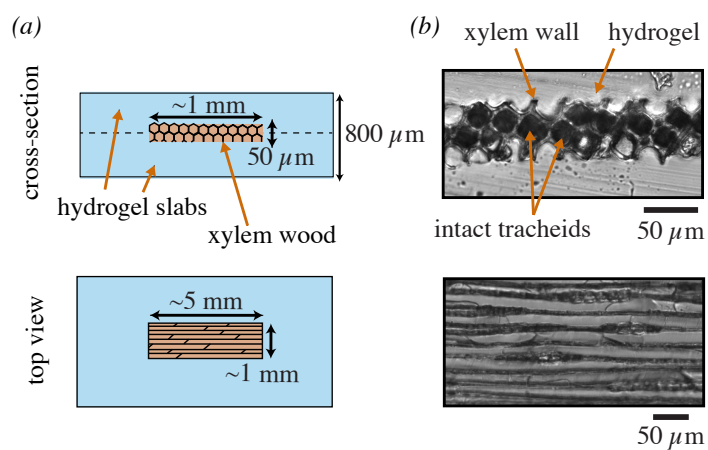 (a)
cross-section
~1 mm
50 µm
800 µm
hydrogel slabs
xylem wood
top view
~5 mm
~1 mm
(b)
xylem wall
hydrogel
intact tracheids
50 µm
50 µm